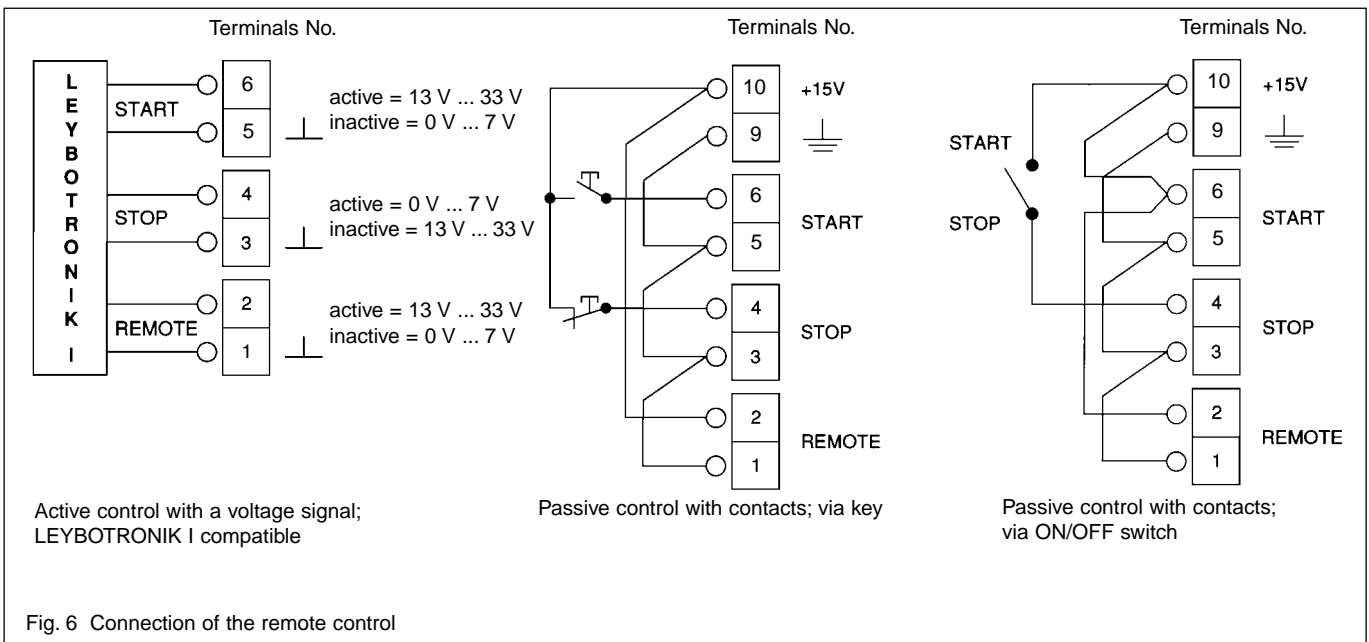 Terminals No.
LEYBOTRONIK I
6
START
5
active = 13 V ... 33 V
inactive = 0 V ... 7 V
4
STOP
3
active = 0 V ... 7 V
inactive = 13 V ... 33 V
2
REMOTE
1
active = 13 V ... 33 V
inactive = 0 V ... 7 V
Active control with a voltage signal;
LEYBOTRONIK I compatible
Terminals No.
10
+15V
9
6
START
5
4
STOP
3
2
REMOTE
1
Passive control with contacts; via key
Terminals No.
START
STOP
10
+15V
9
6
START
5
4
STOP
3
2
REMOTE
1
Passive control with contacts;
via ON/OFF switch
Fig. 6 Connection of the remote control